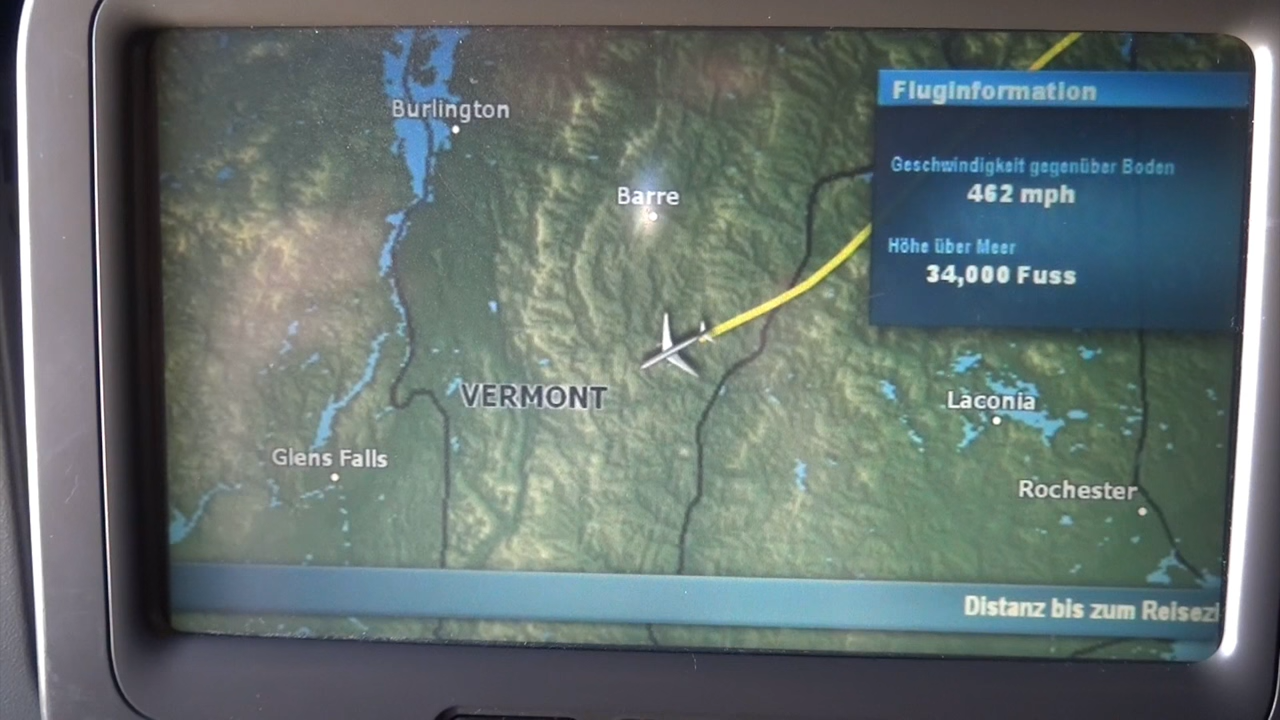 Burlington
Fluginformation
Geschwindigkeit gegenüber Boden
462 mph
Barre
Höhe über Meer
34,000 Fuss
VERMONT
Laconia
Glens Falls
Rochester
Distanz bis zum Reisezi